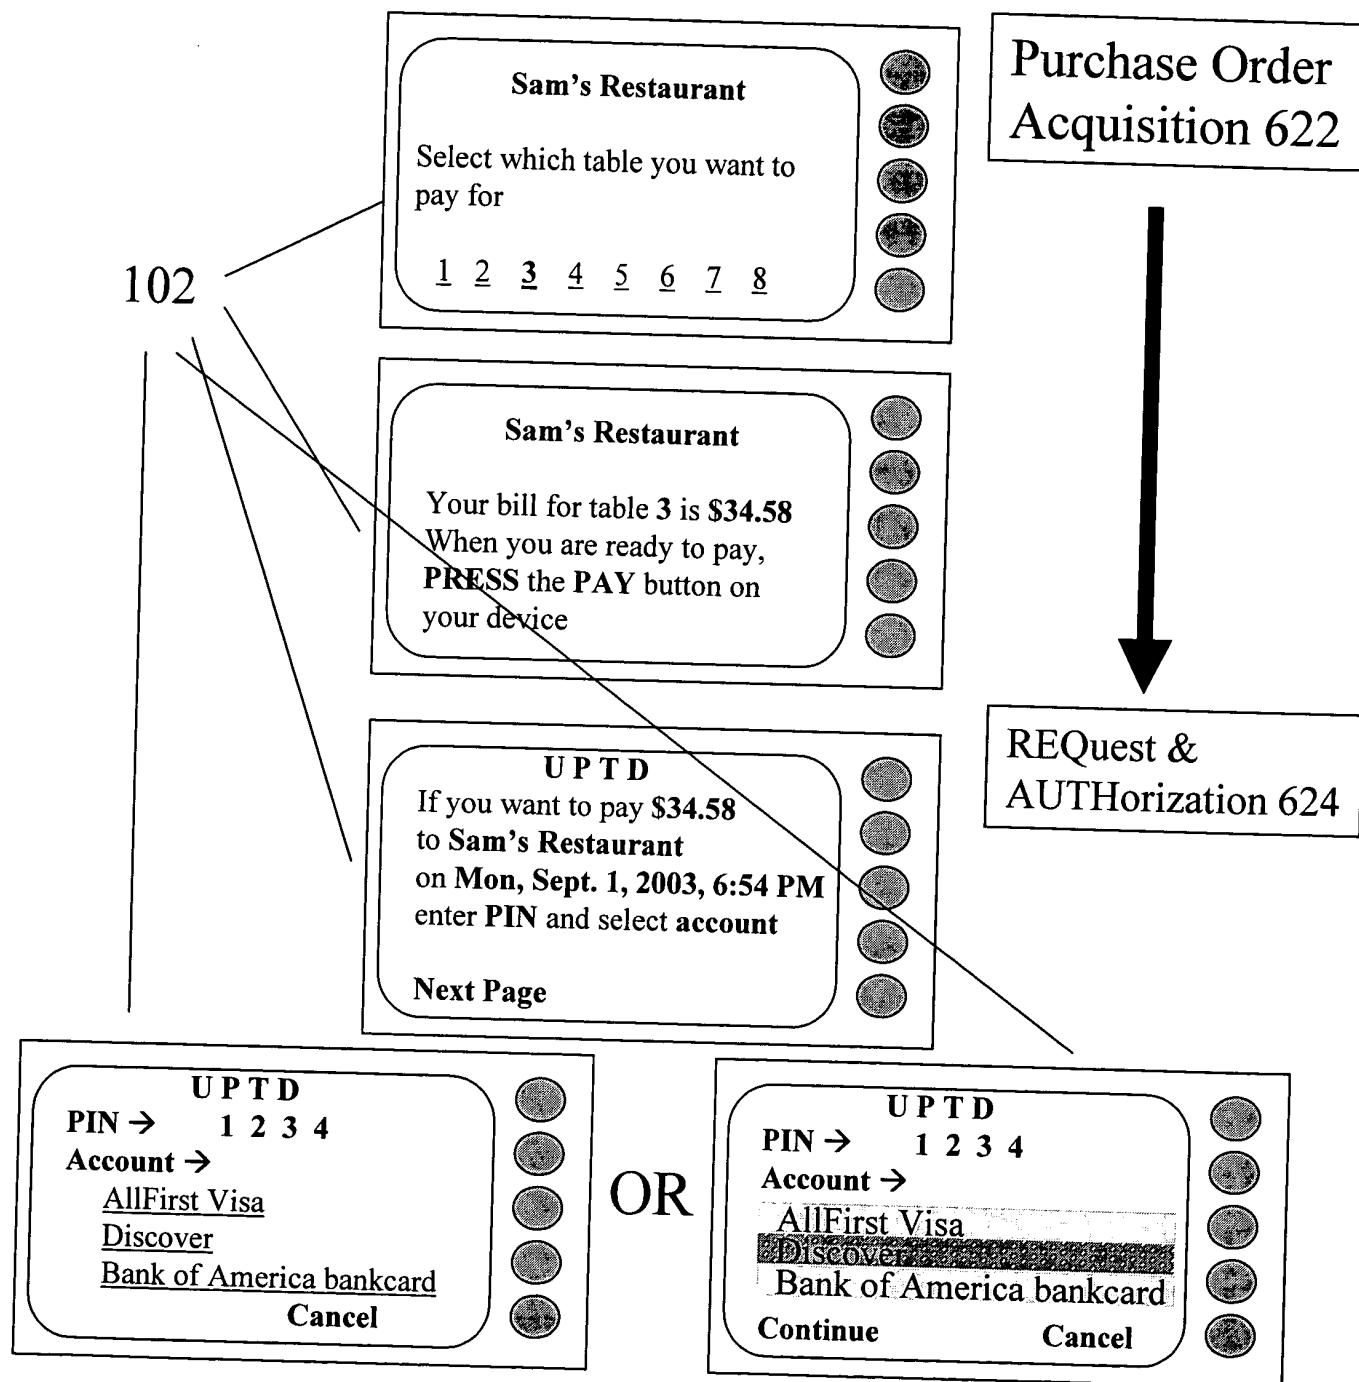 Sam's Restaurant
Select which table you want to
pay for
1 2 3 4 5 6 7 8
Purchase Order
Acquisition 622
102
Sam's Restaurant
Your bill for table 3 is $34.58
When you are ready to pay,
PRESS the PAY button on
your device
U P T D
If you want to pay $34.58
to Sam's Restaurant
on Mon, Sept. 1, 2003, 6:54 PM
enter PIN and select account
Next Page
REQuest &
AUTHorization 624
U P T D
PIN → 1 2 3 4
Account →
AllFirst Visa
Discover
Bank of America bankcard
Cancel
OR
U P T D
PIN → 1 2 3 4
Account →
AllFirst Visa
Discover
Bank of America bankcard
Continue Cancel